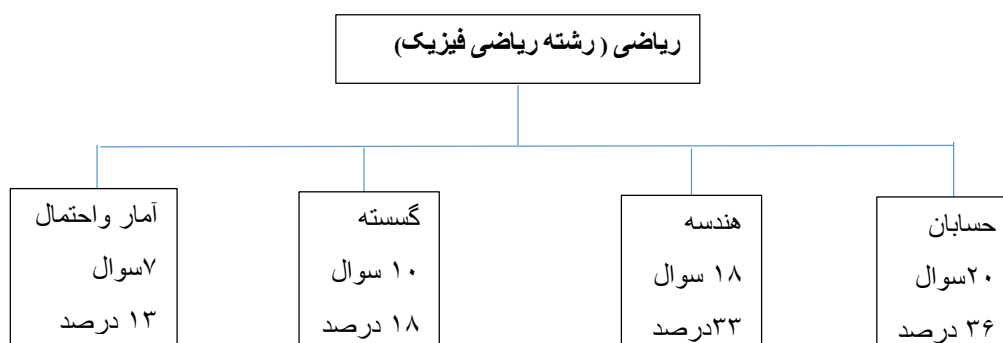 ریاضی ( رشته ریاضی فیزیک)
حسابان
۲۰سوال
۳۶ درصد
هندسه
۱۸ سوال
۳۳درصد
گسسته
۱۰ سوال
۱۸ درصد
آمار واحتمال
۷سوال
۱۳ درصد